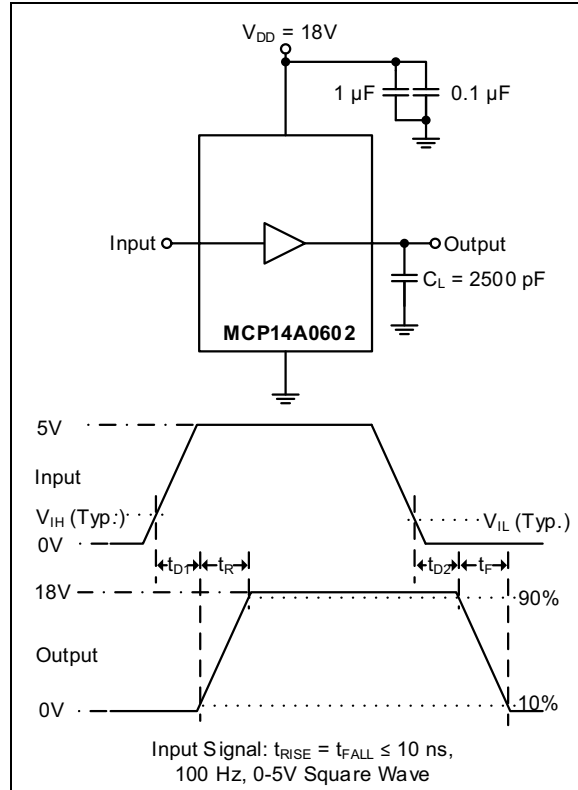 V_DD = 18V
1 µF 0.1 µF
Input Output
C_L = 2500 pF
MCP14A0602
5V
Input
V_IH (Typ.) V_IL (Typ.)
0V
t_D1 t_R t_D2 t_F
18V 90%
Output
0V 10%
Input Signal: t_RISE = t_FALL ≤ 10 ns,
100 Hz, 0-5V Square Wave